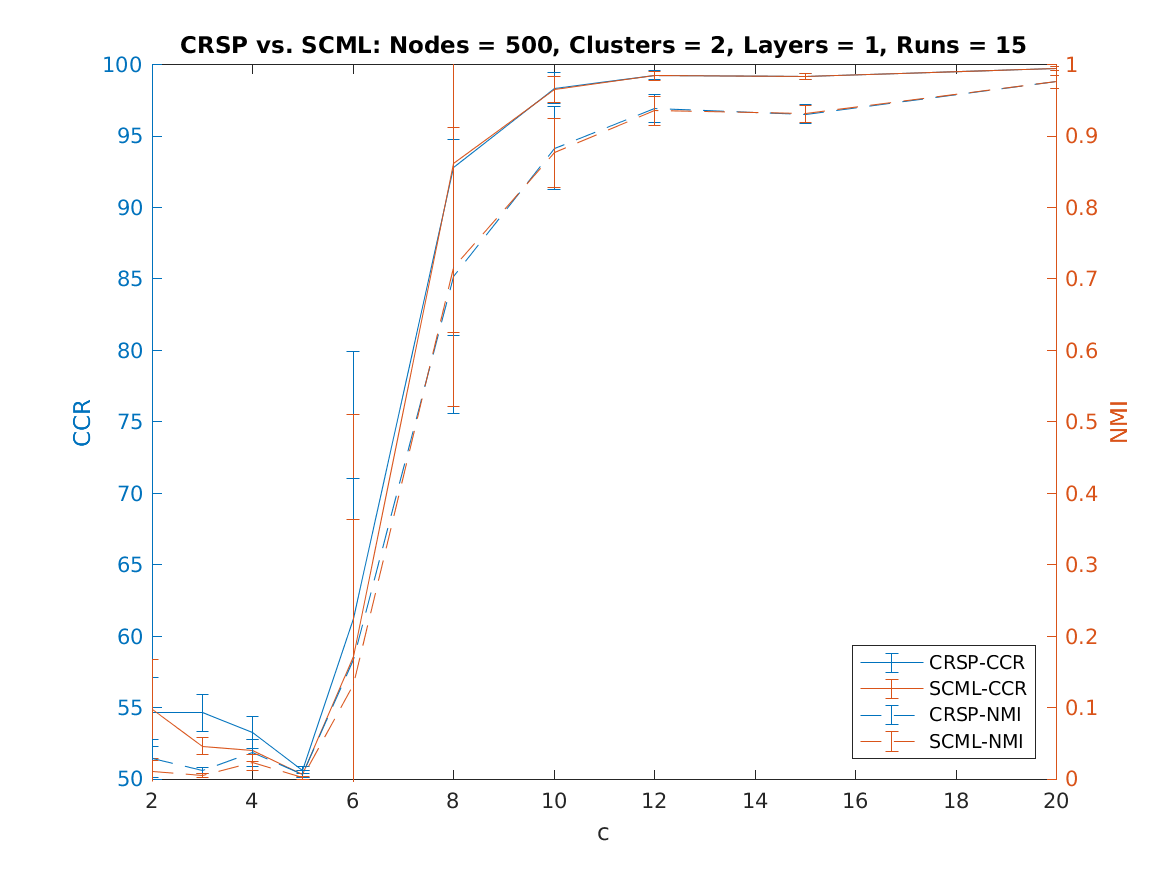 CRSP vs. SCML: Nodes = 500, Clusters = 2, Layers = 1, Runs = 15
100
95
90
85
80
75
70
65
60
55
50
CCR
1
0.9
0.8
0.7
0.6
0.5
0.4
0.3
0.2
0.1
0
NMI
CRSP-CCR
SCML-CCR
CRSP-NMI
SCML-NMI
2 4 6 8 10 12 14 16 18 20
c